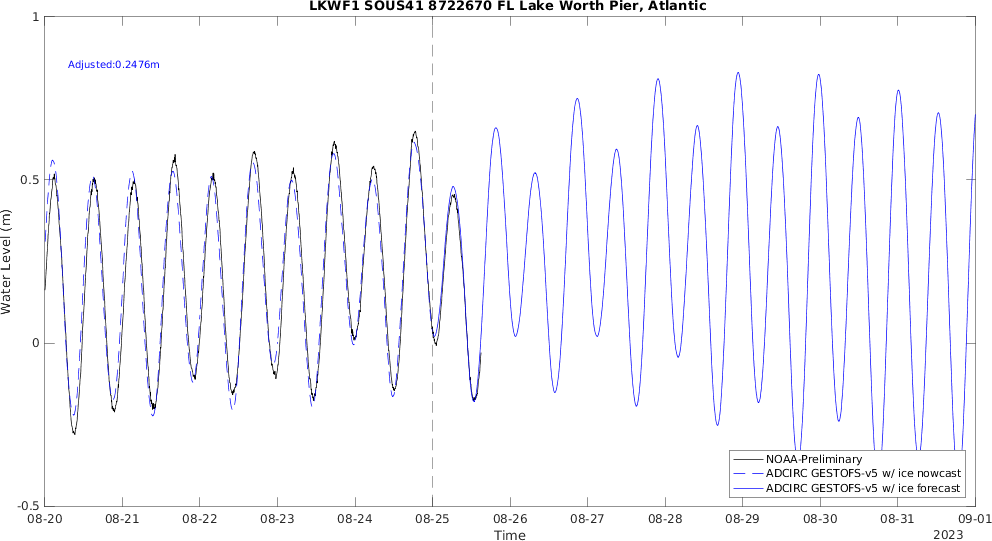 LKWF1 SOUS41 8722670 FL Lake Worth Pier, Atlantic
Adjusted:0.2476m
Water Level (m)
1
0.5
0
-0.5
08-20 08-21 08-22 08-23 08-24 08-25 08-26 08-27 08-28 08-29 08-30 08-31 09-01
Time
2023
NOAA-Preliminary
ADCIRC GESTOFS-v5 w/ ice nowcast
ADCIRC GESTOFS-v5 w/ ice forecast